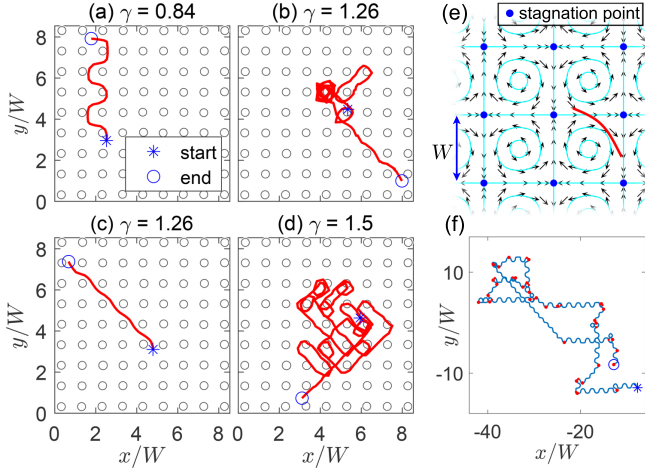 (a) γ = 0.84
8
6
4
2
0
y/W
* start
○ end
(b) γ = 1.26
(c) γ = 1.26
8
6
4
2
0
y/W
0 2 4 6 8
x/W
(d) γ = 1.5
0 2 4 6 8
x/W
(e)
stagnation point
W
(f)
10
-10
y/W
-40 -20
x/W